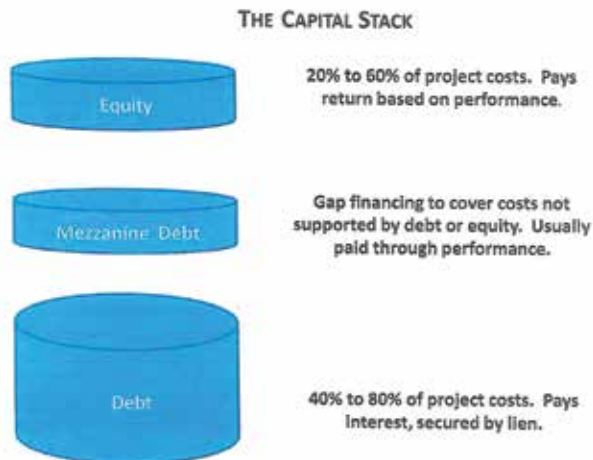 THE CAPITAL STACK
Equity
20% to 60% of project costs. Pays
return based on performance.
Mezzanine Debt
Gap financing to cover costs not
supported by debt or equity. Usually
paid through performance.
Debt
40% to 80% of project costs. Pays
Interest, secured by lien.